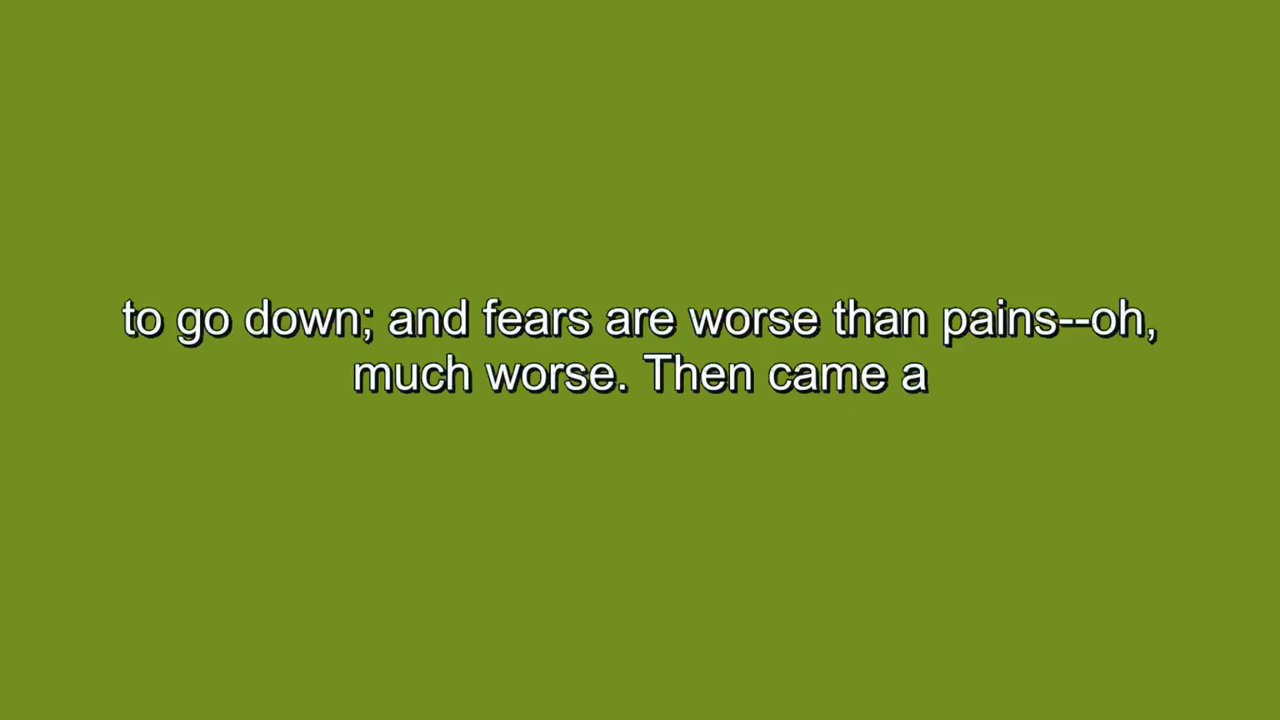 to go down; and fears are worse than pains--oh,
much worse. Then came a